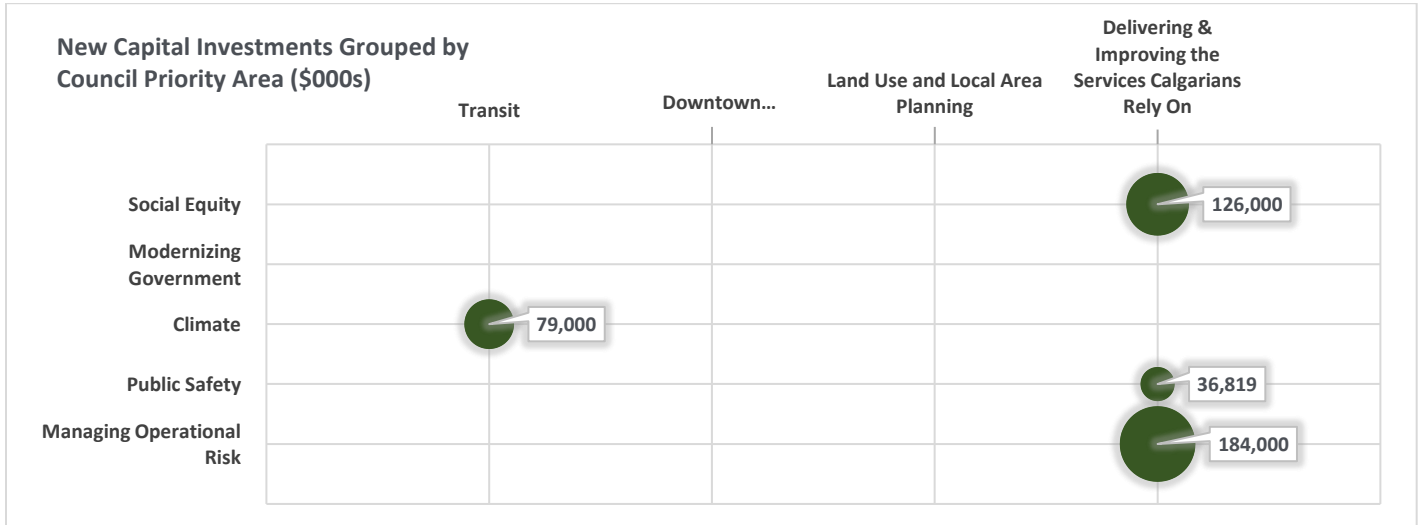 New Capital Investments Grouped by
Council Priority Area ($000s)
Transit
Downtown…
Land Use and Local Area
Planning
Delivering &
Improving the
Services Calgarians
Rely On
Social Equity
126,000
Modernizing
Government
Climate
79,000
Public Safety
36,819
Managing Operational
Risk
184,000